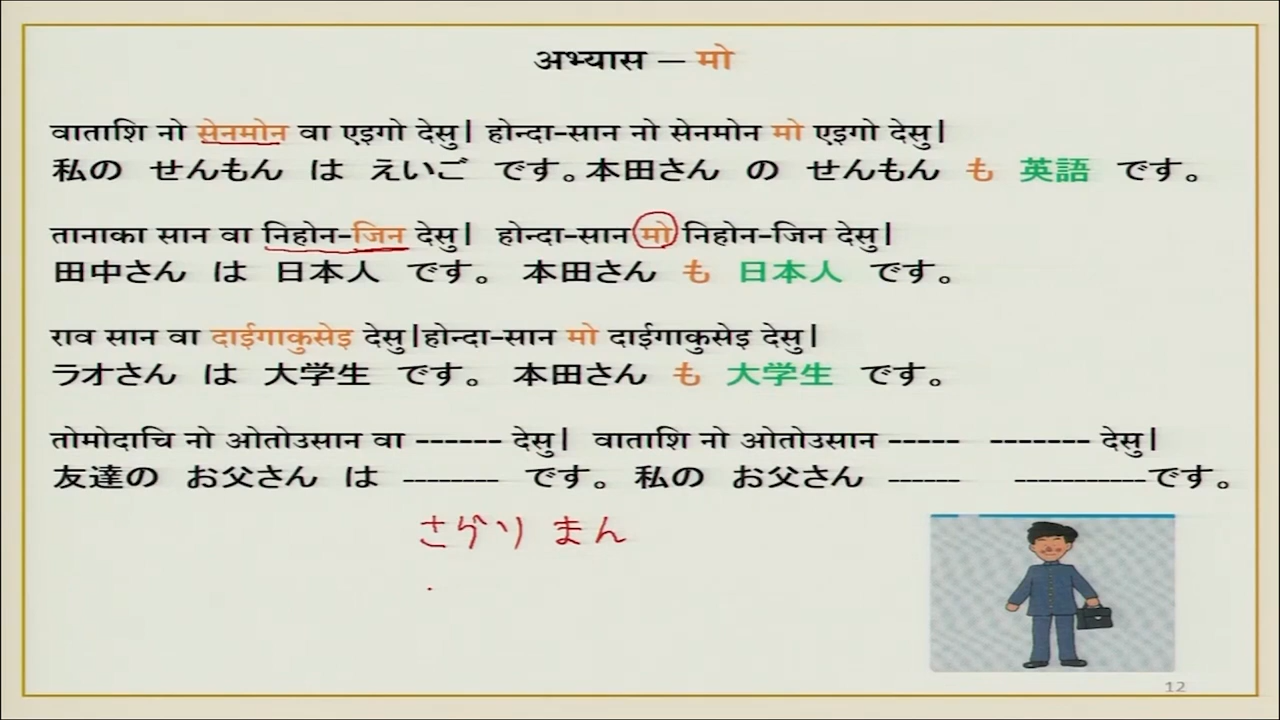 अभ्यास — मो
वाताशि नो सेनमोन वा एइगो देसु| होन्दा-सान नो सेनमोन मो एइगो देसु|
私の せんもん は えいご です。本田さん の せんもん も 英語 です。
तानाका सान वा निहोन-जिन देसु| होन्दा-सान मो निहोन-जिन देसु|
田中さん は 日本人 です。 本田さん も 日本人 です。
राव सान वा दाईगाकुसेइ देसु|होन्दा-सान मो दाईगाकुसेइ देसु|
ラオさん は 大学生 です。 本田さん も 大学生 です。
तोमोदाचि नो ओतोउसान वा ------ देसु| वाताशि नो ओतोउसान ----- ------- देसु|
友達の お父さん は -------- です。 私の お父さん ------ -----------です。
さらりまん
12